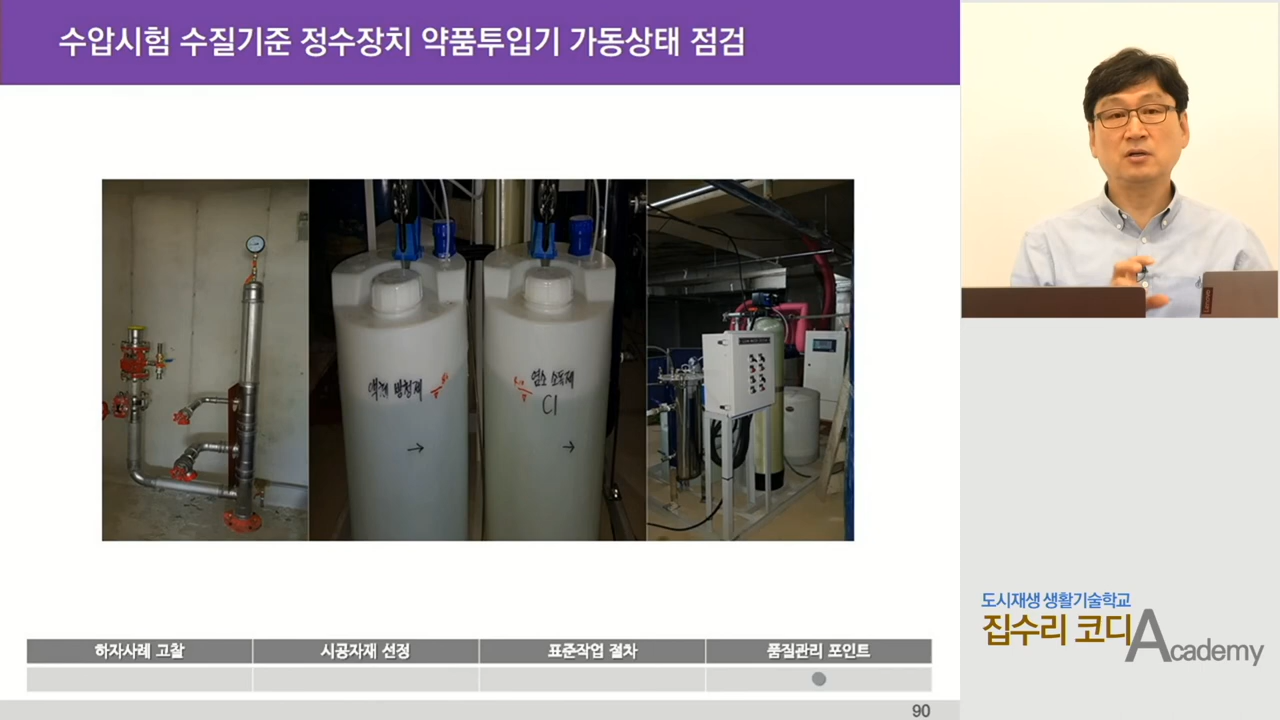 수압시험 수질기준 정수장치 약품투입기 가동상태 점검
액체 방청제
염소 소독제
Cl
Lenovo
도시재생 생활기술학교
집수리 코디Academy
하자사례 고찰
시공자재 선정
표준작업 절차
품질관리 포인트
90